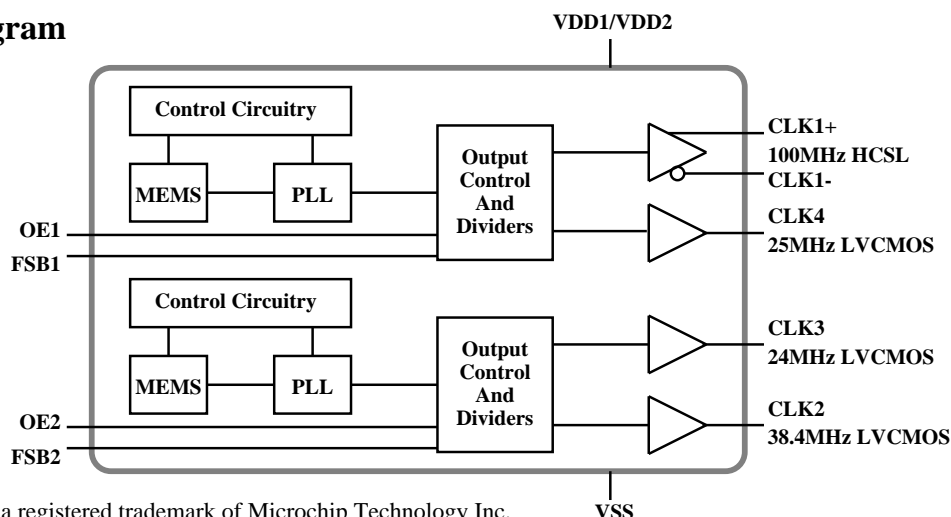 gram
VDD1/VDD2
Control Circuitry
MEMS
PLL
Output
Control
And
Dividers
CLK1+
100MHz HCSL
CLK1-
CLK4
25MHz LVCMOS
OE1
FSB1
Control Circuitry
MEMS
PLL
Output
Control
And
Dividers
CLK3
24MHz LVCMOS
CLK2
38.4MHz LVCMOS
OE2
FSB2
a registered trademark of Microchip Technology Inc.
VSS